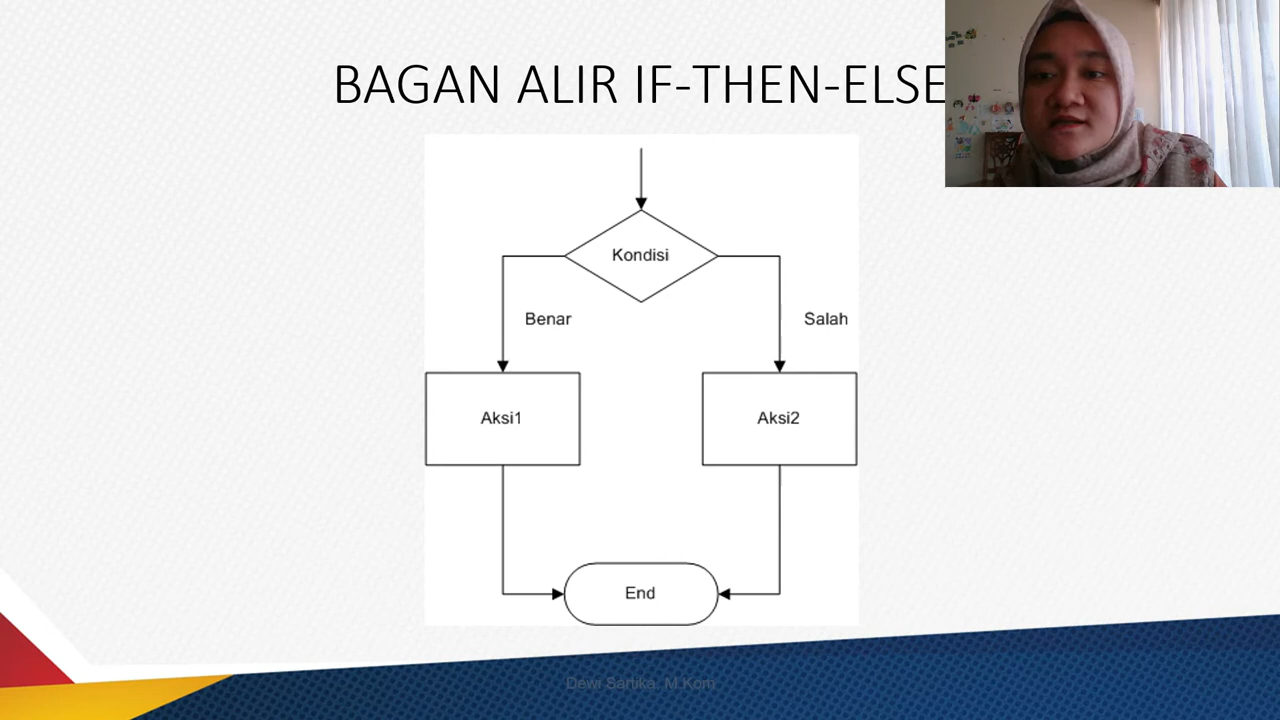 BAGAN ALIR IF-THEN-ELSE
Kondisi
Benar
Salah
Aksi1
Aksi2
End
Dewi Sartika, M.Kom